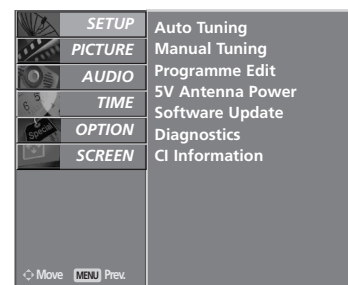 SETUP
PICTURE
AUDIO
TIME
OPTION
SCREEN
Auto Tuning
Manual Tuning
Programme Edit
5V Antenna Power
Software Update
Diagnostics
CI Information
Move MENU Prev.